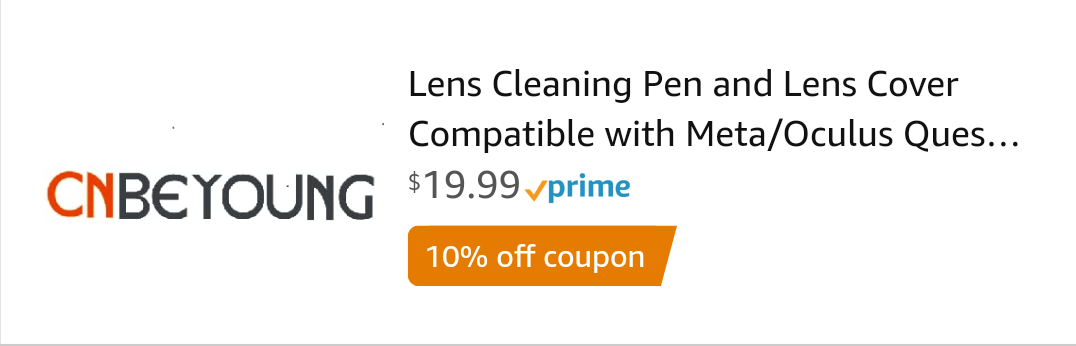 CNBEYOUNG
Lens Cleaning Pen and Lens Cover
Compatible with Meta/Oculus Ques...
$19.99 prime
10% off coupon